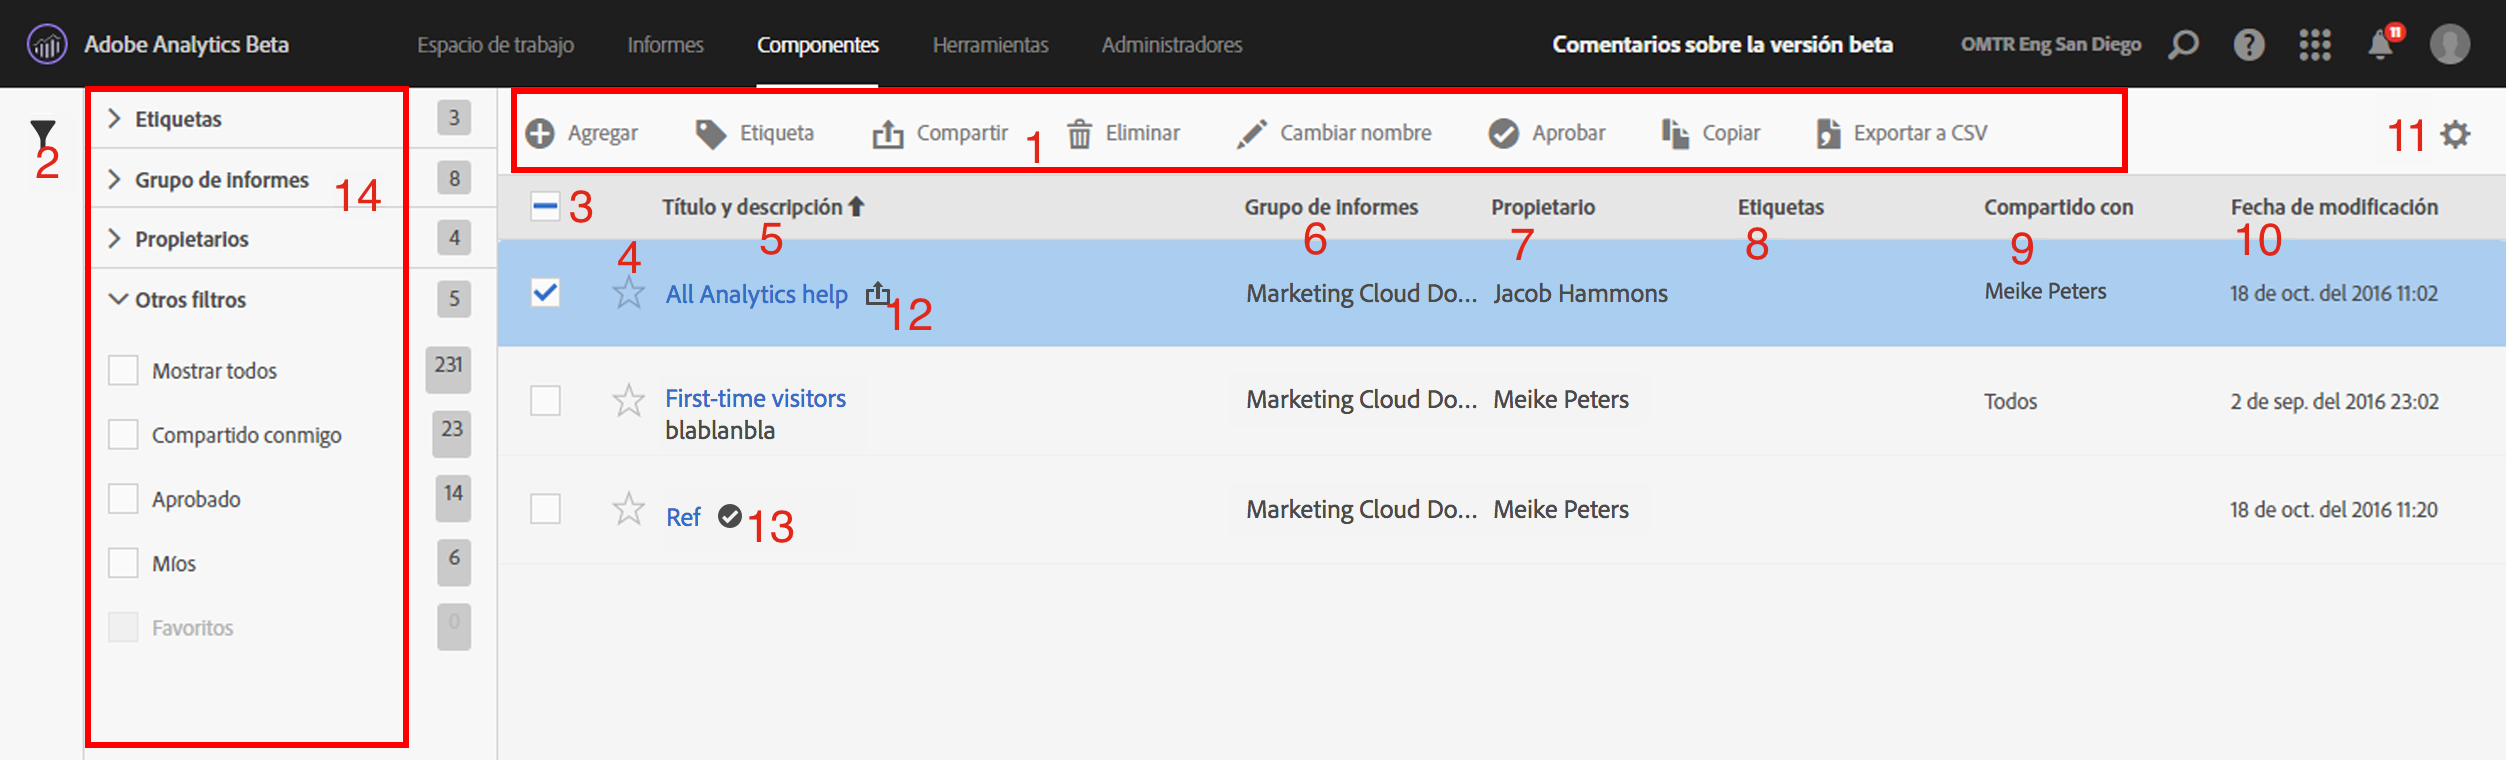 Adobe Analytics Beta Espacio de trabajo Informes Componentes Herramientas Administradores Comentarios sobre la versión beta OMTR Eng San Diego 11
2
Etiquetas 3
Grupo de informes 8
14
Propietarios 4
Otros filtros 5
Mostrar todos 231
Compartido conmigo 23
Aprobado 14
Míos 6
Favoritos 0
Agregar Etiqueta Compartir 1 Eliminar Cambiar nombre Aprobar Copiar Exportar a CSV 11
3 Título y descripción Grupo de informes Propietario Etiquetas Compartido con Fecha de modificación
4 5 6 7 8 9 10
All Analytics help 12 Marketing Cloud Do... Jacob Hammons Meike Peters 18 de oct. del 2016 11:02
First-time visitors Marketing Cloud Do... Meike Peters Todos 2 de sep. del 2016 23:02
blablanbla
Ref 13 Marketing Cloud Do... Meike Peters 18 de oct. del 2016 11:20